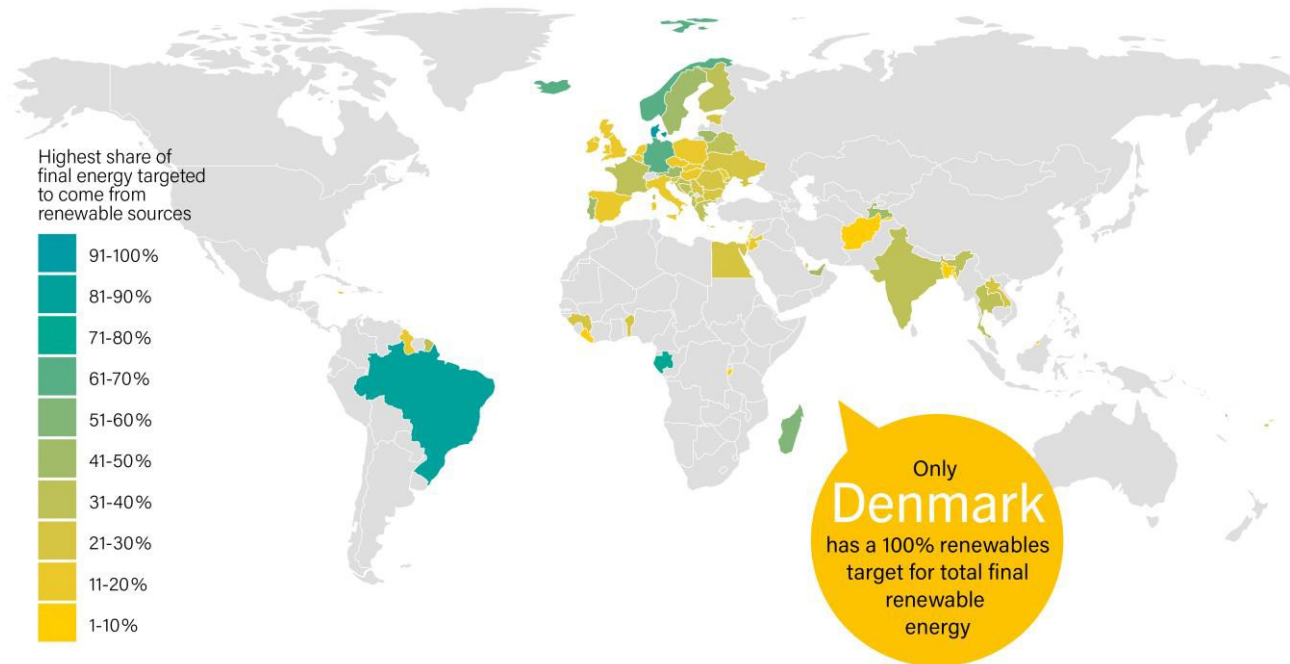 Highest share of
final energy targeted
to come from
renewable sources
91-100%
81-90%
71-80%
61-70%
51-60%
41-50%
31-40%
21-30%
11-20%
1-10%
Only
Denmark
has a 100% renewables
target for total final
renewable
energy